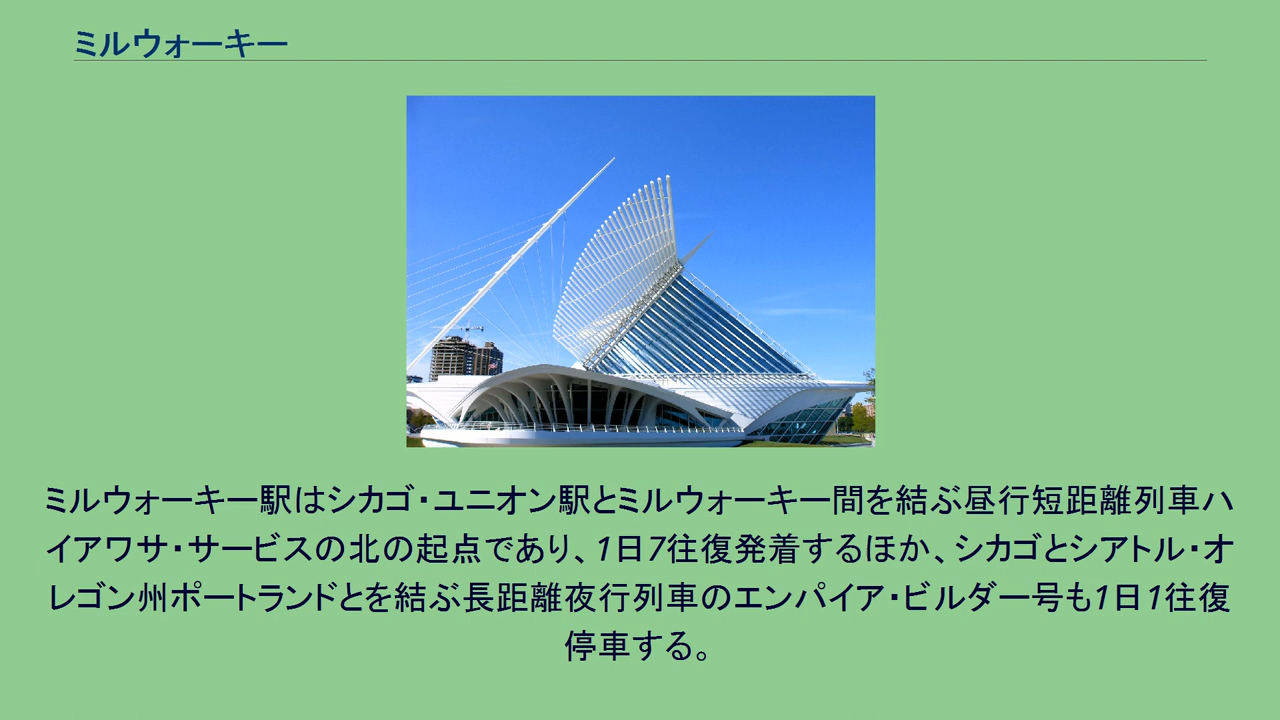 ミルウォーキー
ミルウォーキー駅はシカゴ・ユニオン駅とミルウォーキー間を結ぶ昼行短距離列車ハ
イアワサ・サービスの北の起点であり、1日7往復発着するほか、シカゴとシアトル・オ
レゴン州ポートランドとを結ぶ長距離夜行列車のエンパイア・ビルダー号も1日1往復
停車する。